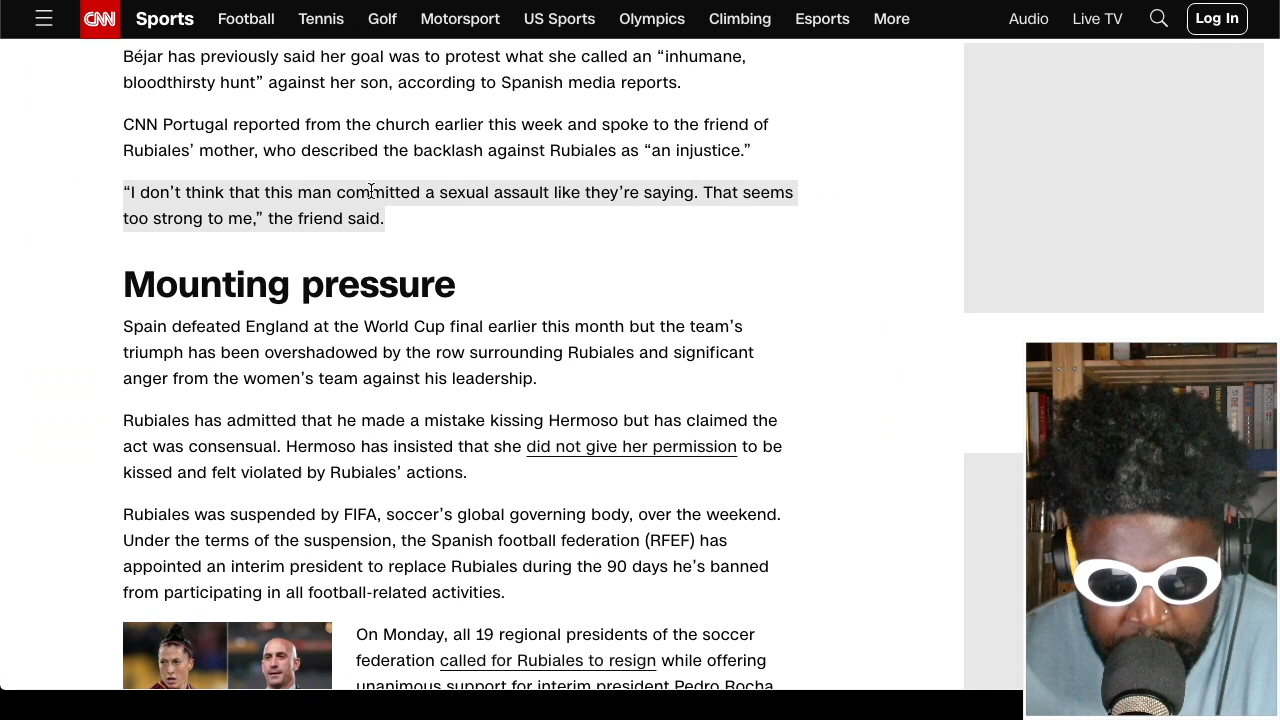 CNN Sports Football Tennis Golf Motorsport US Sports Olympics Climbing Esports More Audio Live TV Log In
Béjar has previously said her goal was to protest what she called an “inhumane,
bloodthirsty hunt” against her son, according to Spanish media reports.
CNN Portugal reported from the church earlier this week and spoke to the friend of
Rubiales’ mother, who described the backlash against Rubiales as “an injustice.”
“I don’t think that this man committed a sexual assault like they’re saying. That seems
too strong to me,” the friend said.
Mounting pressure
Spain defeated England at the World Cup final earlier this month but the team’s
triumph has been overshadowed by the row surrounding Rubiales and significant
anger from the women’s team against his leadership.
Rubiales has admitted that he made a mistake kissing Hermoso but has claimed the
act was consensual. Hermoso has insisted that she did not give her permission to be
kissed and felt violated by Rubiales’ actions.
Rubiales was suspended by FIFA, soccer’s global governing body, over the weekend.
Under the terms of the suspension, the Spanish football federation (RFEF) has
appointed an interim president to replace Rubiales during the 90 days he’s banned
from participating in all football-related activities.
On Monday, all 19 regional presidents of the soccer
federation called for Rubiales to resign while offering
unanimous support for interim president Pedro Rocha